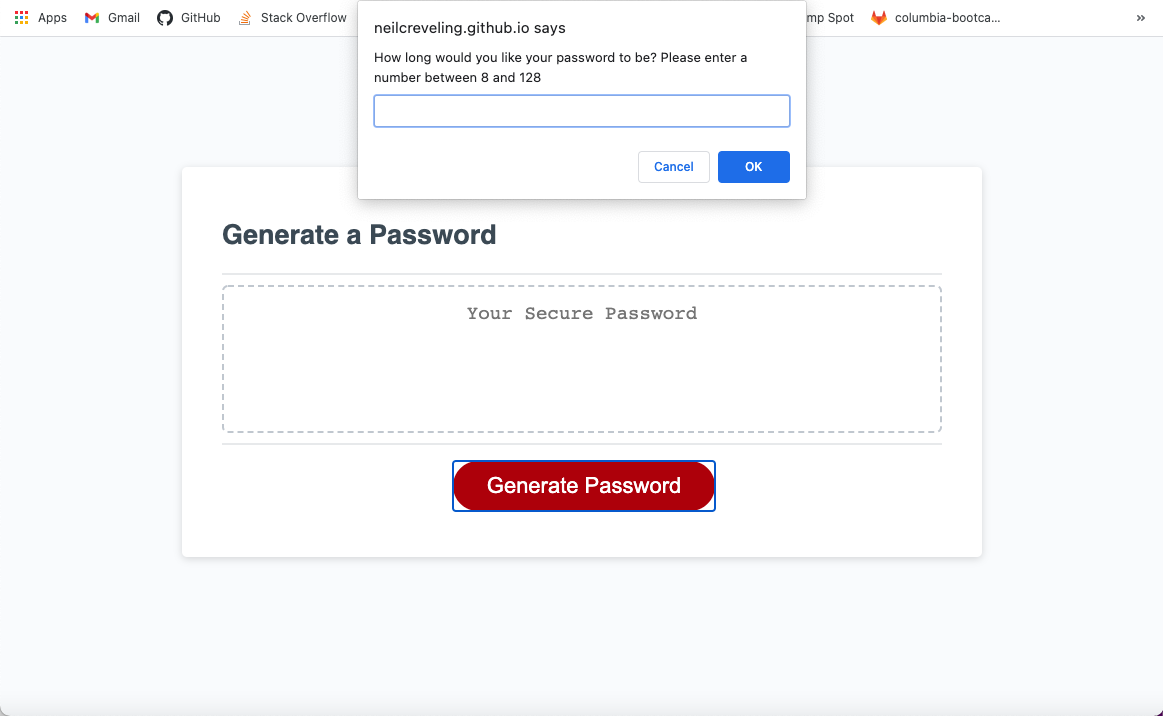 Apps Gmail GitHub Stack Overflow mp Spot columbia-bootca... »
neilcreveling.github.io says
How long would you like your password to be? Please enter a
number between 8 and 128
Cancel OK
Generate a Password
Your Secure Password
Generate Password